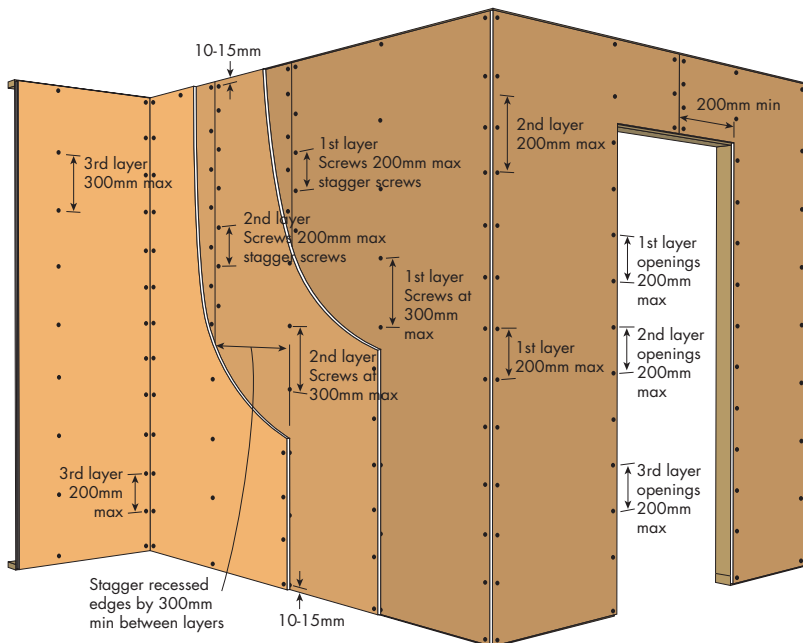 10-15mm
3rd layer
300mm max
1st layer
Screws 200mm max
stagger screws
2nd layer
200mm max
200mm min
2nd layer
Screws 200mm max
stagger screws
1st layer
Screws at
300mm
max
1st layer
openings
200mm
max
2nd layer
Screws at
300mm max
1st layer
200mm max
2nd layer
openings
200mm
max
3rd layer
200mm
max
3rd layer
openings
200mm
max
Stagger recessed
edges by 300mm
min between layers
10-15mm